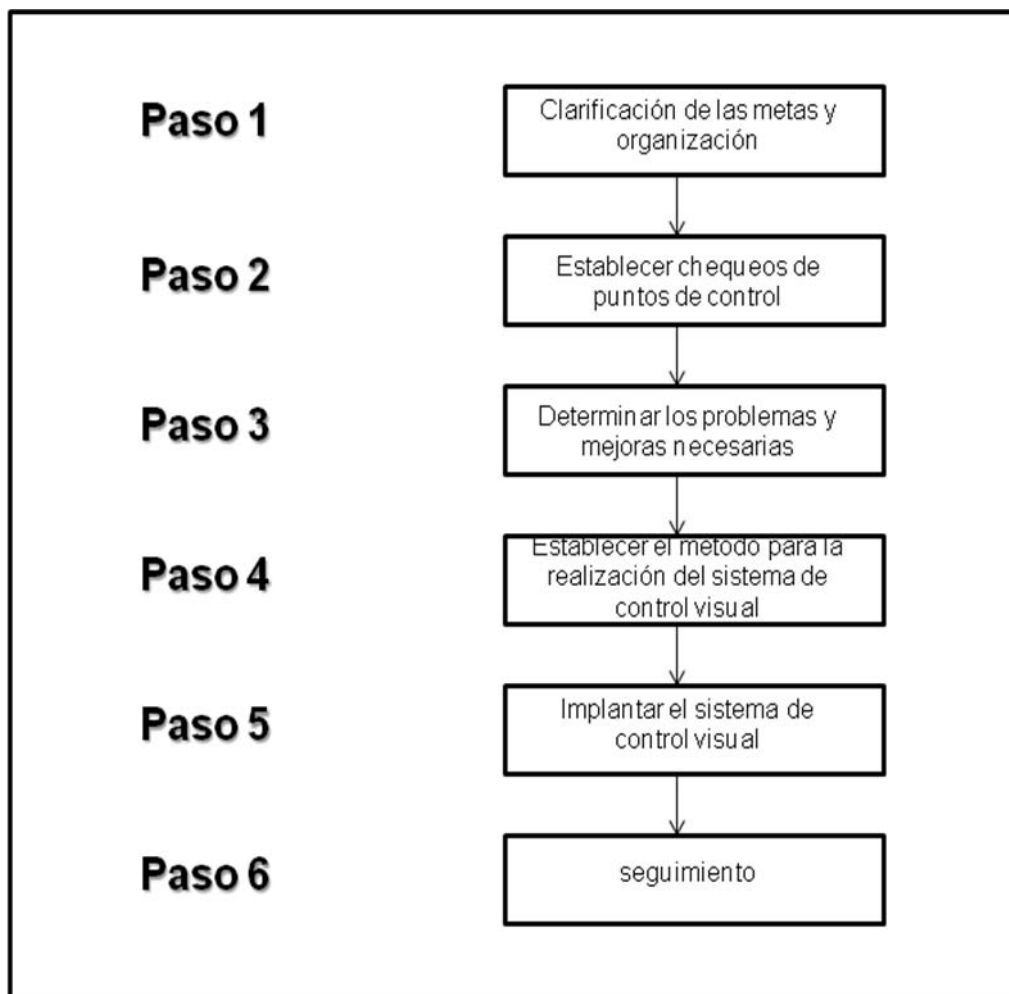 Paso 1
Clarificación de las metas y
organización
Paso 2
Establecer chequeos de
puntos de control
Paso 3
Determinar los problemas y
mejoras necesarias
Paso 4
Establecer el método para la
realización del sistema de
control visual
Paso 5
Implantar el sistema de
control visual
Paso 6
seguimiento